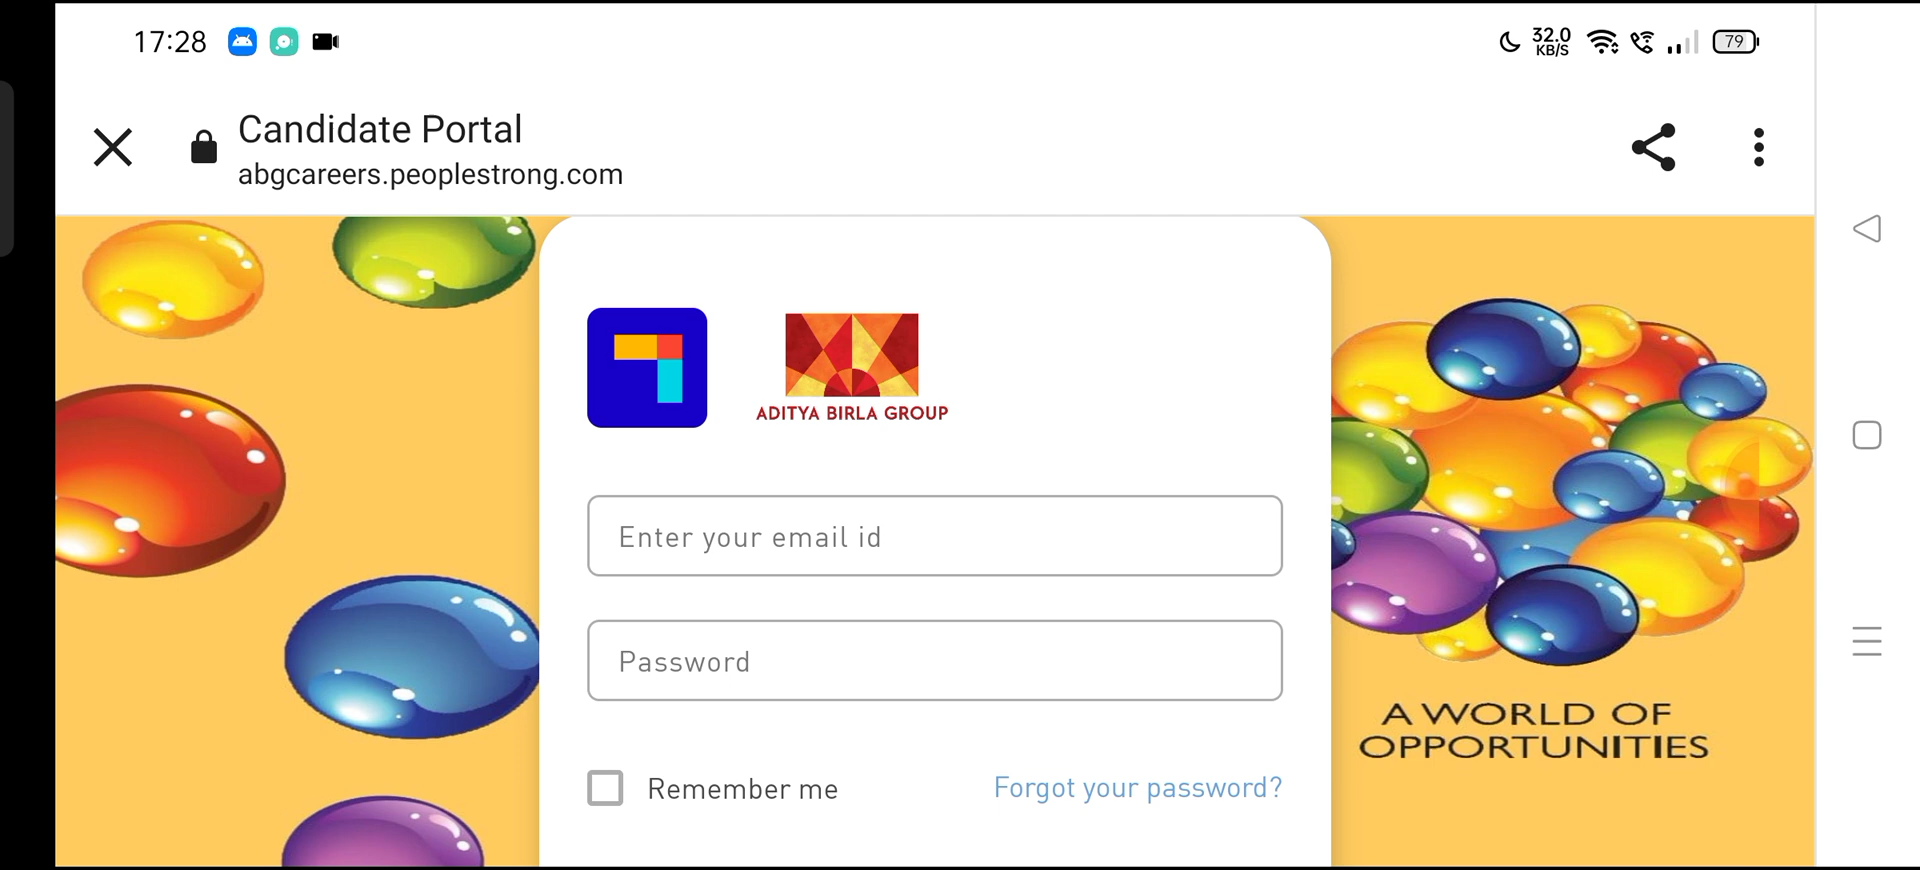 17:28
32.0
KB/S
79
Candidate Portal
abgcareers.peoplestrong.com
ADITYA BIRLA GROUP
Enter your email id
Password
Remember me
Forgot your password?
A WORLD OF
OPPORTUNITIES